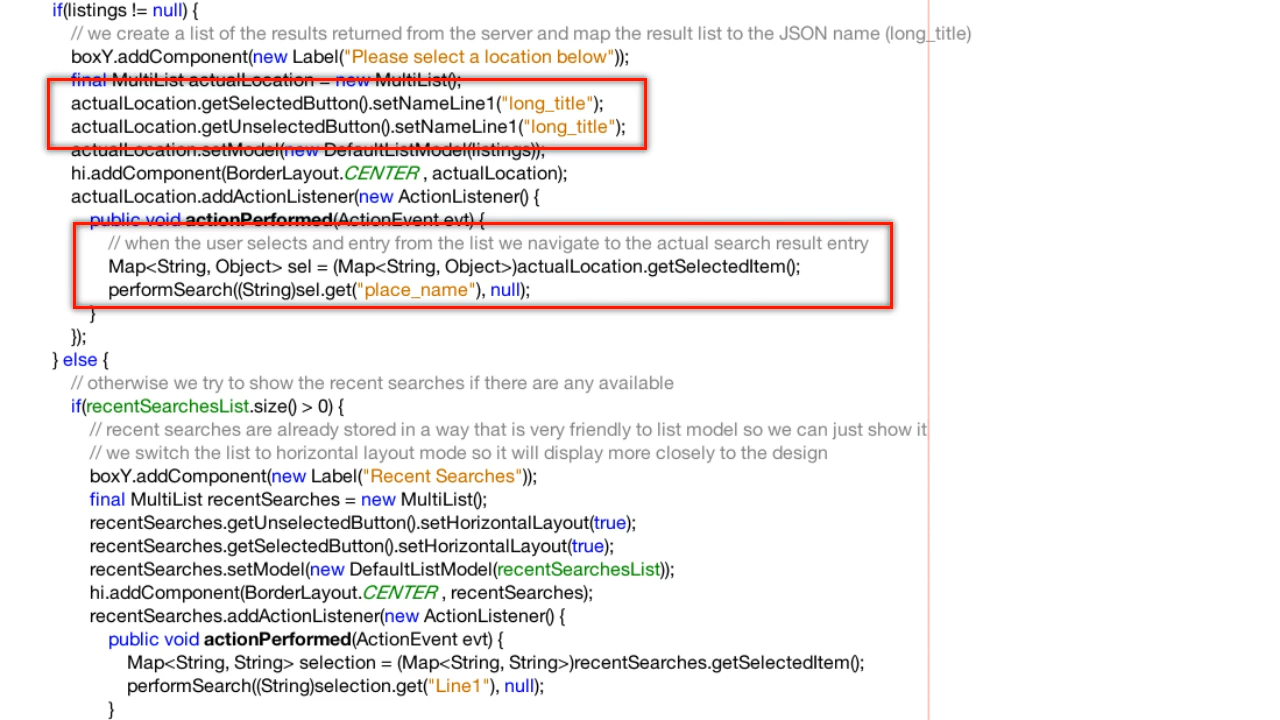 if(listings != null) {
// we create a list of the results returned from the server and map the result list to the JSON name (long_title)
boxY.addComponent(new Label("Please select a location below"));
final MultiList actualLocation = new MultiList();
actualLocation.getSelectedButton().setNameLine1("long_title");
actualLocation.getUnselectedButton().setNameLine1("long_title");
actualLocation.setModel(new DefaultListModel(listings));
hi.addComponent(BorderLayout.CENTER , actualLocation);
actualLocation.addActionListener(new ActionListener() {
public void actionPerformed(ActionEvent evt) {
// when the user selects and entry from the list we navigate to the actual search result entry
Map<String, Object> sel = (Map<String, Object>)actualLocation.getSelectedItem();
performSearch((String)sel.get("place_name"), null);
}
});
} else {
// otherwise we try to show the recent searches if there are any available
if(recentSearchesList.size() > 0) {
// recent searches are already stored in a way that is very friendly to list model so we can just show it
// we switch the list to horizontal layout mode so it will display more closely to the design
boxY.addComponent(new Label("Recent Searches"));
final MultiList recentSearches = new MultiList();
recentSearches.getUnselectedButton().setHorizontalLayout(true);
recentSearches.getSelectedButton().setHorizontalLayout(true);
recentSearches.setModel(new DefaultListModel(recentSearchesList));
hi.addComponent(BorderLayout.CENTER , recentSearches);
recentSearches.addActionListener(new ActionListener() {
public void actionPerformed(ActionEvent evt) {
Map<String, String> selection = (Map<String, String>)recentSearches.getSelectedItem();
performSearch((String)selection.get("Line1"), null);
}